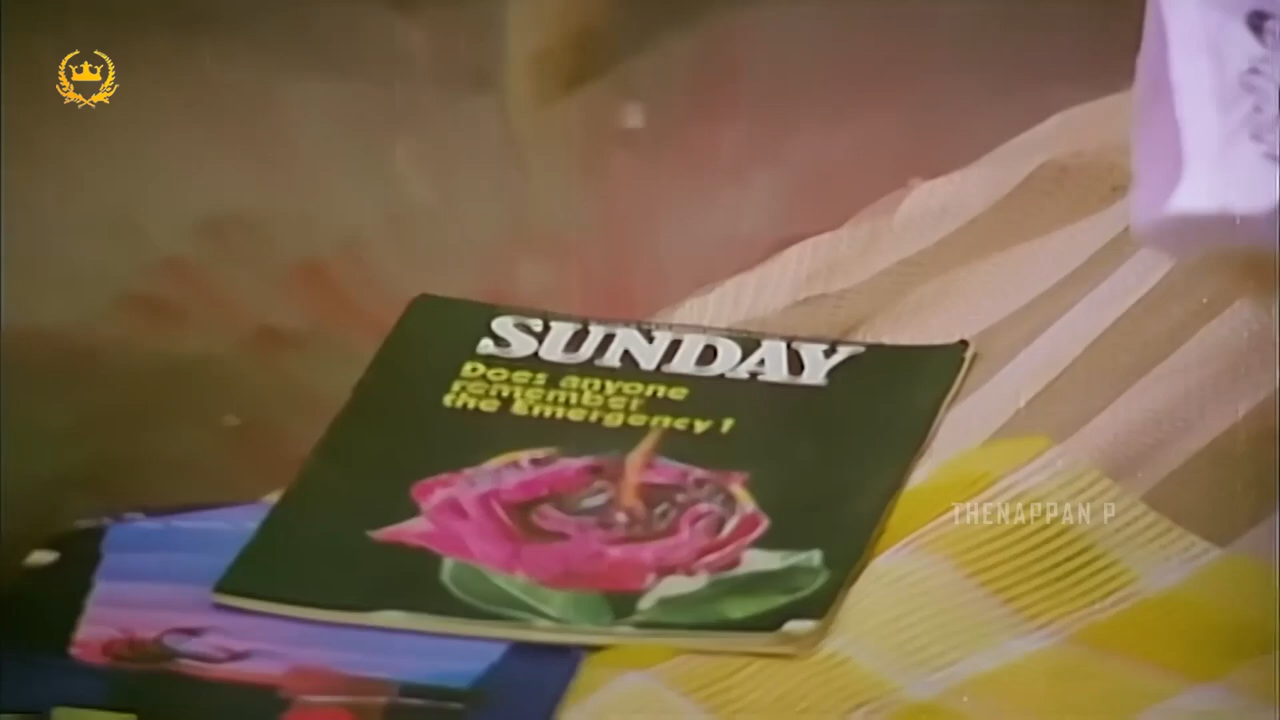 SUNDAY
Does anyone
remember
the Emergency?
THENAPPAN P